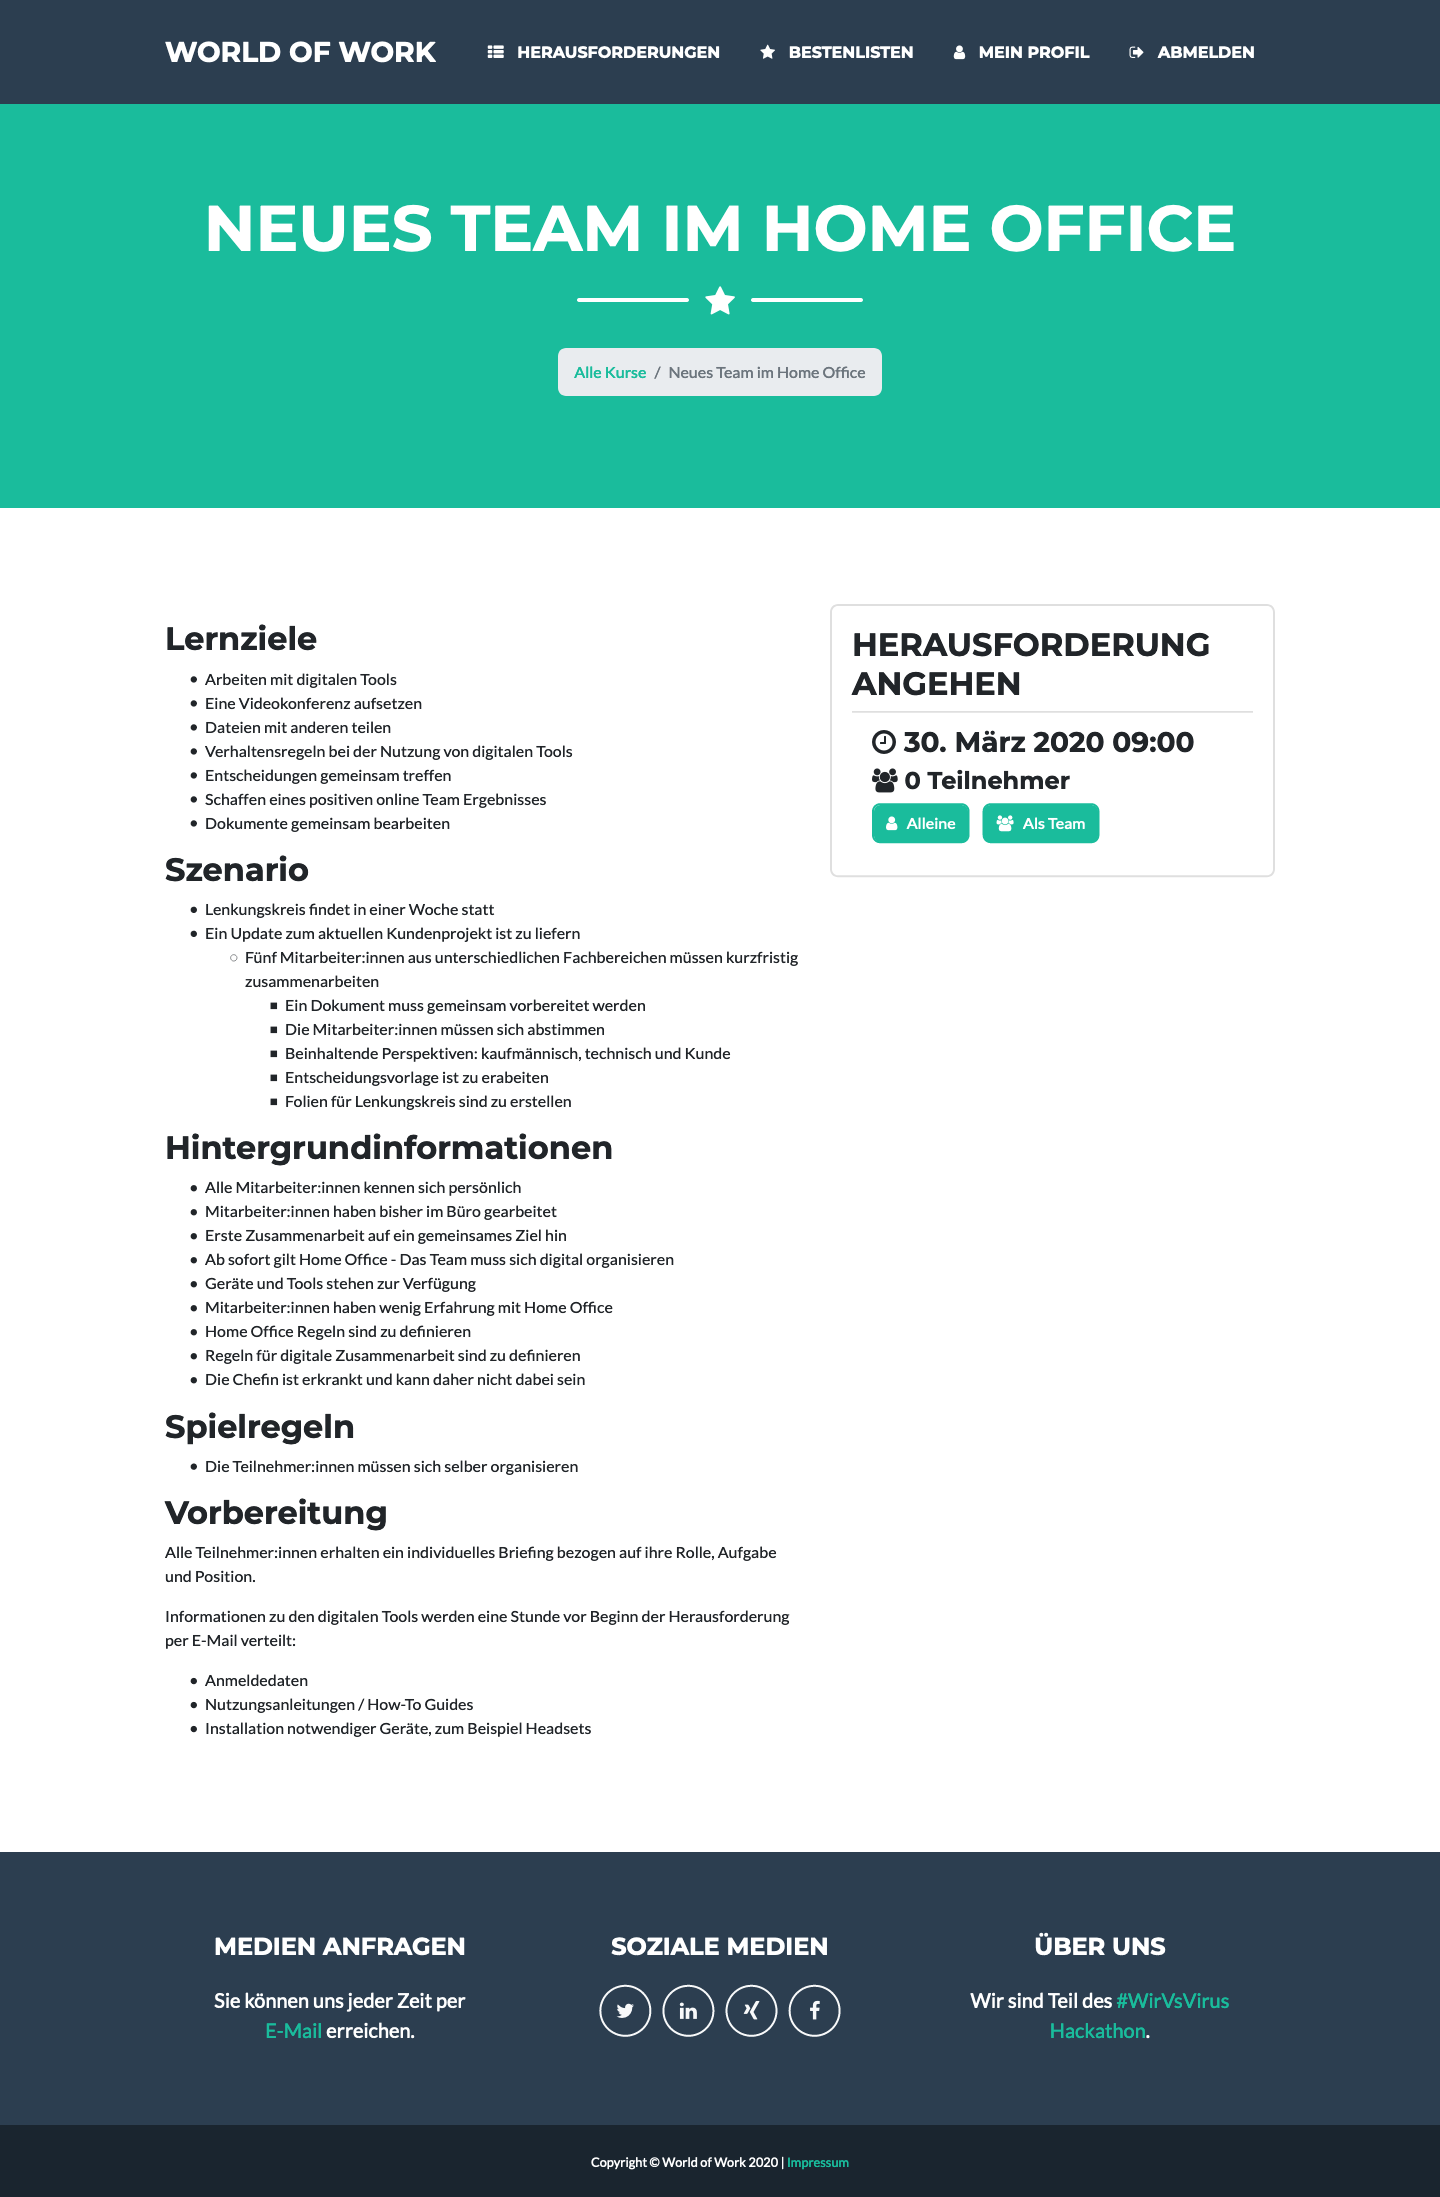 WORLD OF WORK
HERAUSFORDERUNGEN
BESTENLISTEN
MEIN PROFIL
ABMELDEN
NEUES TEAM IM HOME OFFICE
Alle Kurse / Neues Team im Home Office
Lernziele
Arbeiten mit digitalen Tools
Eine Videokonferenz aufsetzen
Dateien mit anderen teilen
Verhaltensregeln bei der Nutzung von digitalen Tools
Entscheidungen gemeinsam treffen
Schaffen eines positiven online Team Ergebnisses
Dokumente gemeinsam bearbeiten
Szenario
Lenkungskreis findet in einer Woche statt
Ein Update zum aktuellen Kundenprojekt ist zu liefern
Fünf Mitarbeiter:innen aus unterschiedlichen Fachbereichen müssen kurzfristig
zusammenarbeiten
Ein Dokument muss gemeinsam vorbereitet werden
Die Mitarbeiter:innen müssen sich abstimmen
Beinhaltende Perspektiven: kaufmännisch, technisch und Kunde
Entscheidungsvorlage ist zu erabeiten
Folien für Lenkungskreis sind zu erstellen
Hintergrundinformationen
Alle Mitarbeiter:innen kennen sich persönlich
Mitarbeiter:innen haben bisher im Büro gearbeitet
Erste Zusammenarbeit auf ein gemeinsames Ziel hin
Ab sofort gilt Home Office - Das Team muss sich digital organisieren
Geräte und Tools stehen zur Verfügung
Mitarbeiter:innen haben wenig Erfahrung mit Home Office
Home Office Regeln sind zu definieren
Regeln für digitale Zusammenarbeit sind zu definieren
Die Chefin ist erkrankt und kann daher nicht dabei sein
Spielregeln
Die Teilnehmer:innen müssen sich selber organisieren
Vorbereitung
Alle Teilnehmer:innen erhalten ein individuelles Briefing bezogen auf ihre Rolle, Aufgabe
und Position.
Informationen zu den digitalen Tools werden eine Stunde vor Beginn der Herausforderung
per E-Mail verteilt:
Anmeldedaten
Nutzungsanleitungen / How-To Guides
Installation notwendiger Geräte, zum Beispiel Headsets
HERAUSFORDERUNG
ANGEHEN
30. März 2020 09:00
0 Teilnehmer
Alleine
Als Team
MEDIEN ANFRAGEN
Sie können uns jeder Zeit per
E-Mail erreichen.
SOZIALE MEDIEN
ÜBER UNS
Wir sind Teil des #WirVsVirus
Hackathon.
Copyright © World of Work 2020 | Impressum